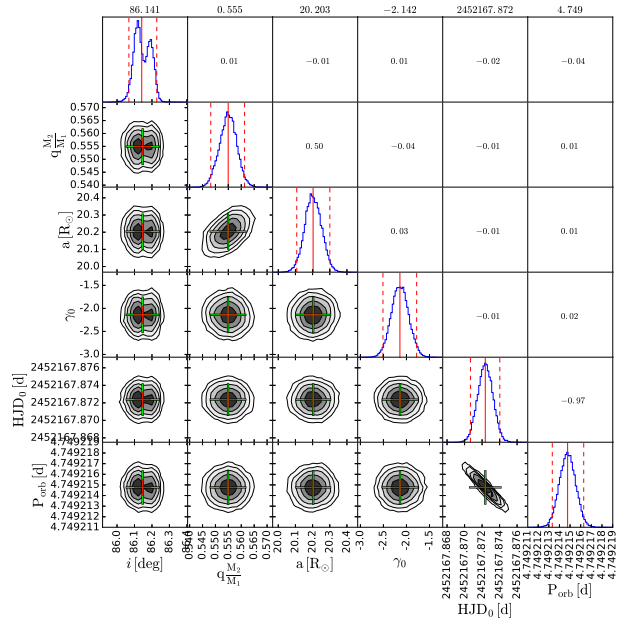 86.141 0.555 20.203 −2.142 2452167.872 4.749
0.01 −0.01 0.01 −0.02 −0.04
0.570
0.565
0.560
0.555
0.550
0.545
0.540
q M₂/M₁
0.50 −0.04 −0.01 0.01
20.4
20.3
20.2
20.1
20.0
a [R⊙]
0.03 −0.01 0.01
−1.5
−2.0
−2.5
−3.0
γ₀
−0.01 0.02
2452167.876
2452167.874
2452167.872
2452167.870
2452167.868
HJD₀ [d]
−0.97
4.749219
4.749218
4.749217
4.749216
4.749215
4.749214
4.749213
4.749212
4.749211
P_orb [d]
86.0 86.1 86.2 86.3
0.540 0.545 0.550 0.555 0.560 0.565 0.570
20.0 20.1 20.2 20.3 20.4
-3.0 −2.5 −2.0 −1.5
2452167.868 2452167.870 2452167.872 2452167.874 2452167.876
4.749211 4.749212 4.749213 4.749214 4.749215 4.749216 4.749217 4.749218 4.749219
i [deg] q M₂/M₁ a [R⊙] γ₀ HJD₀ [d] P_orb [d]